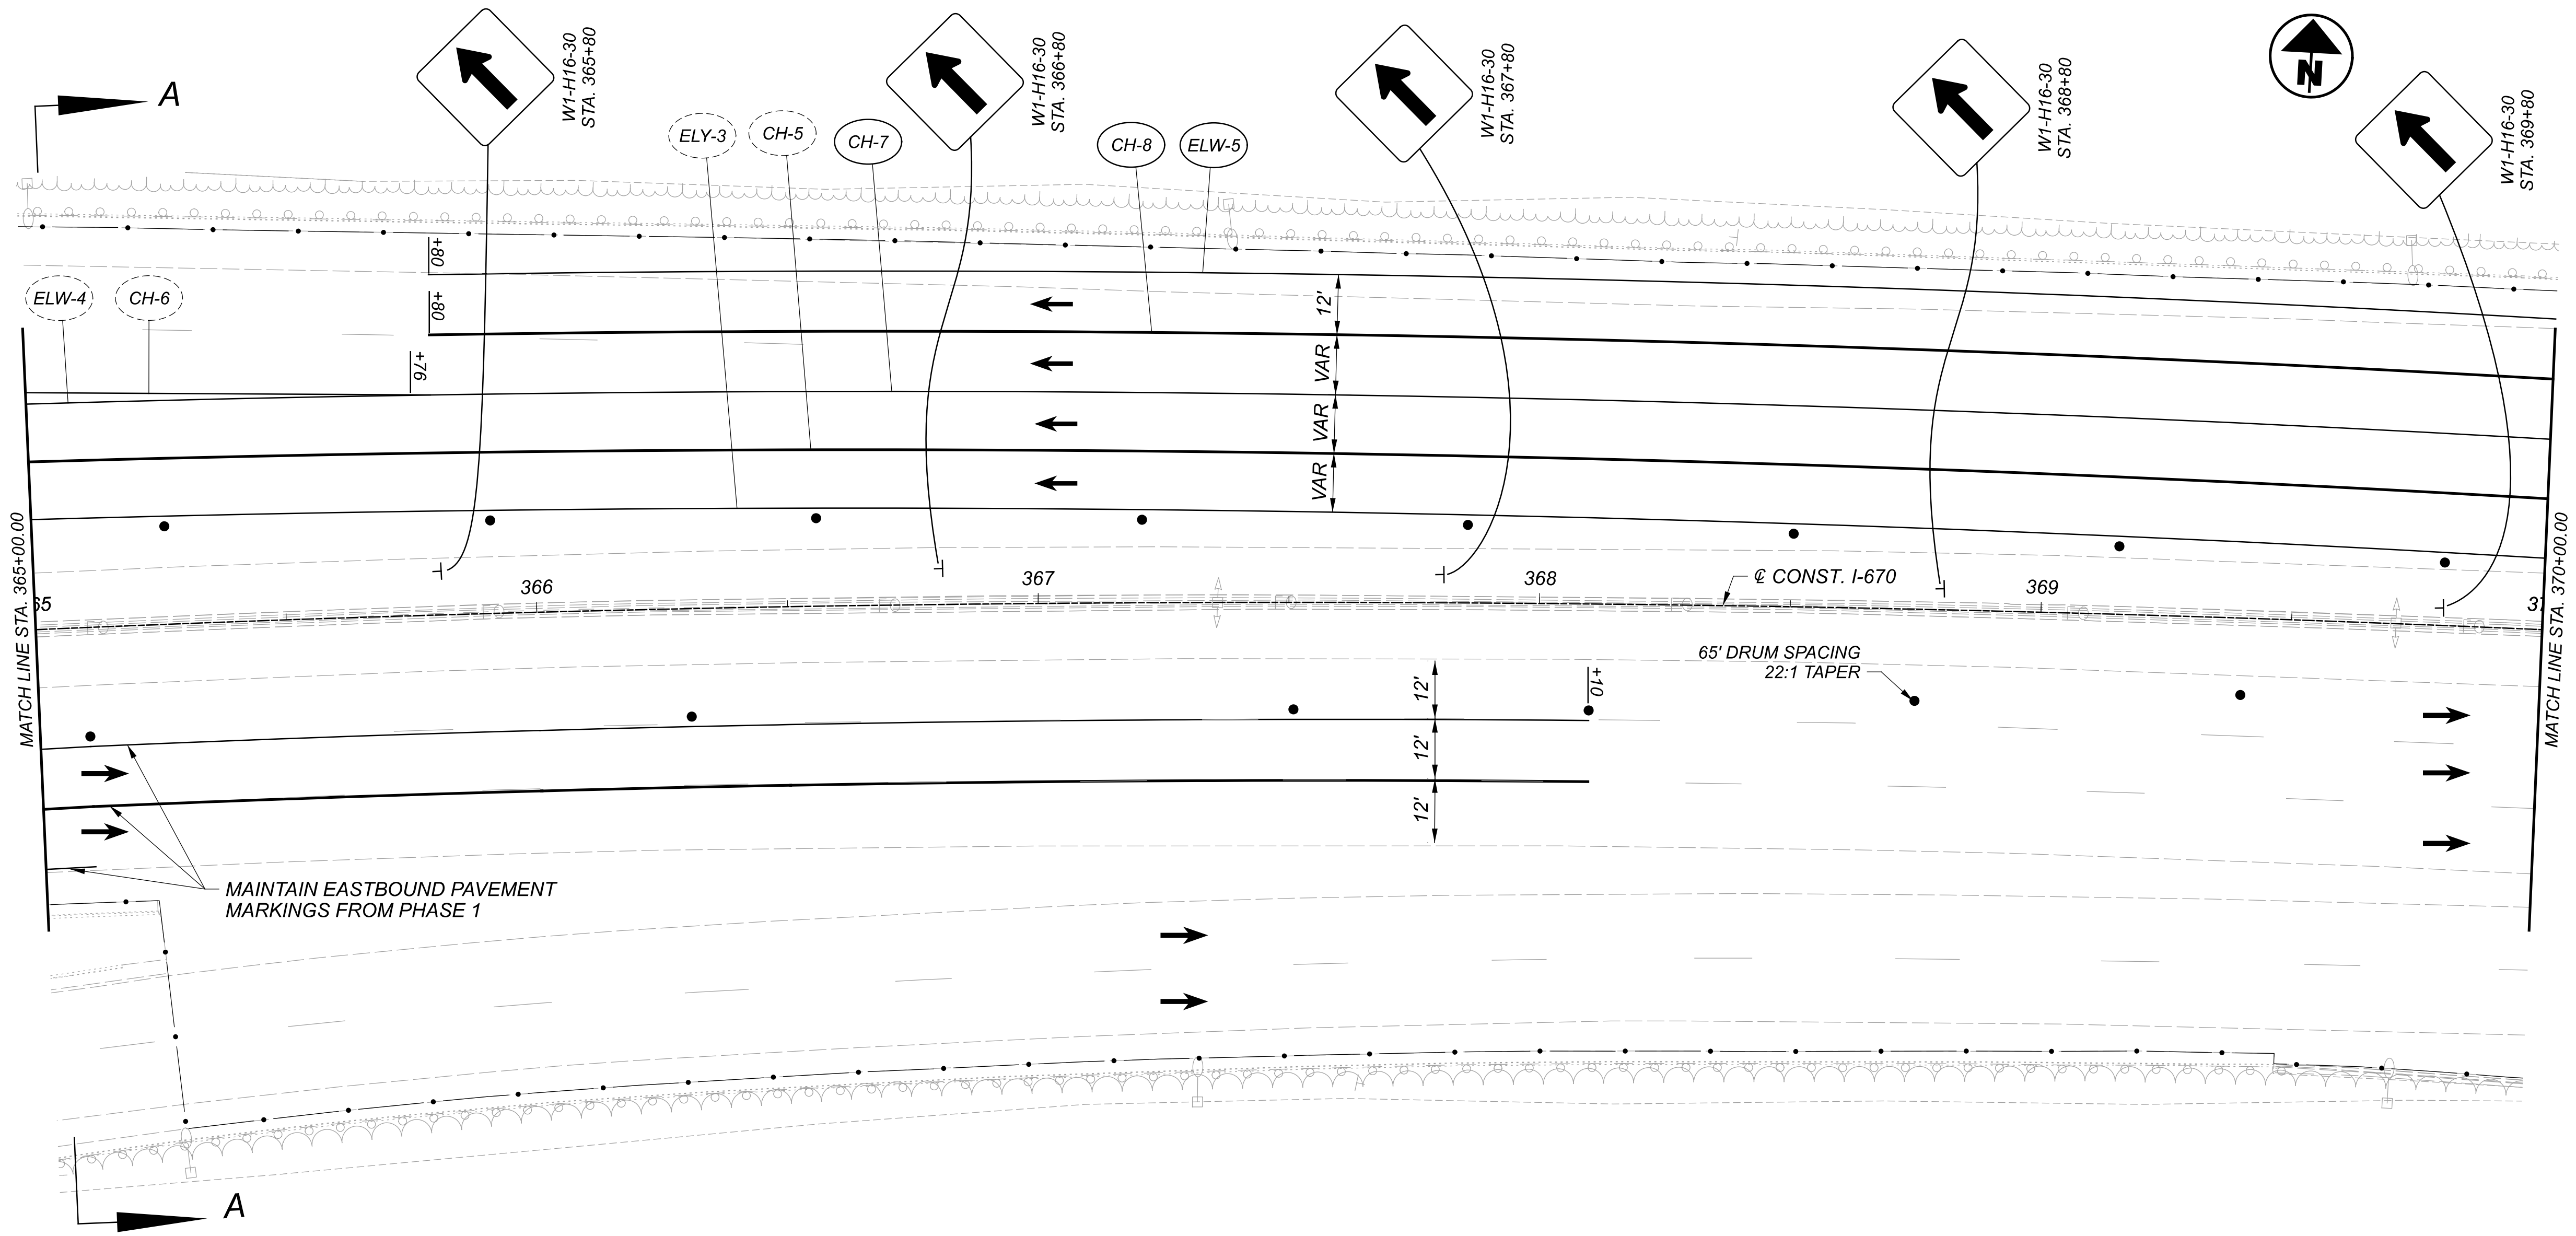 A
W1-H16-30
STA. 365+80
W1-H16-30
STA. 366+80
W1-H16-30
STA. 367+80
W1-H16-30
STA. 368+80
W1-H16-30
STA. 369+80
N
ELY-3
CH-5
CH-7
CH-8
ELW-5
ELW-4
CH-6
+80
+80
+76
12'
VAR
VAR
VAR
MATCH LINE STA. 365+00.00
MATCH LINE STA. 370+00.00
65
366
367
368
369
37
℄ CONST. I-670
65' DRUM SPACING
22:1 TAPER
+10
12'
12'
12'
MAINTAIN EASTBOUND PAVEMENT
MARKINGS FROM PHASE 1
A